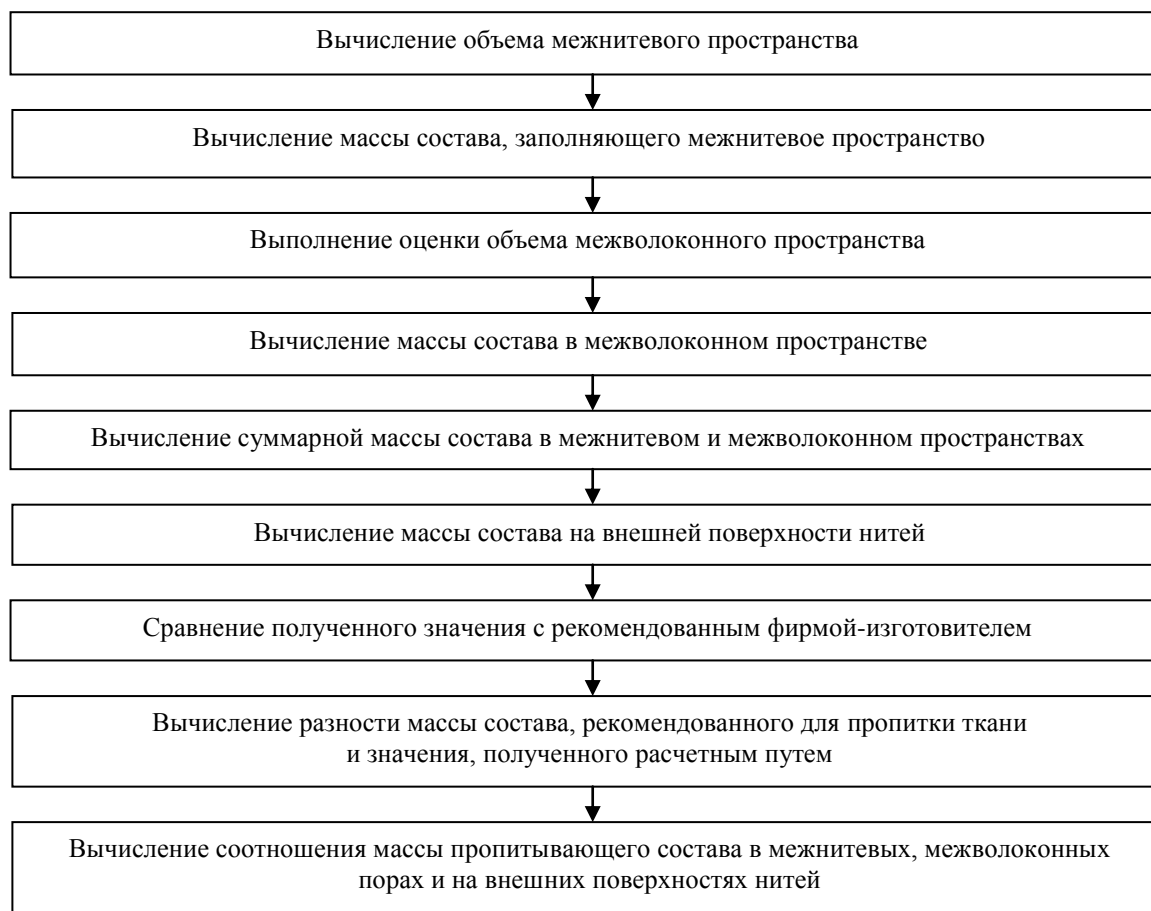 Вычисление объема межнитевого пространства
Вычисление массы состава, заполняющего межнитевое пространство
Выполнение оценки объема межволоконного пространства
Вычисление массы состава в межволоконном пространстве
Вычисление суммарной массы состава в межнитевом и межволоконном пространствах
Вычисление массы состава на внешней поверхности нитей
Сравнение полученного значения с рекомендованным фирмой-изготовителем
Вычисление разности массы состава, рекомендованного для пропитки ткани
и значения, полученного расчетным путем
Вычисление соотношения массы пропитывающего состава в межнитевых, межволоконных
порах и на внешних поверхностях нитей